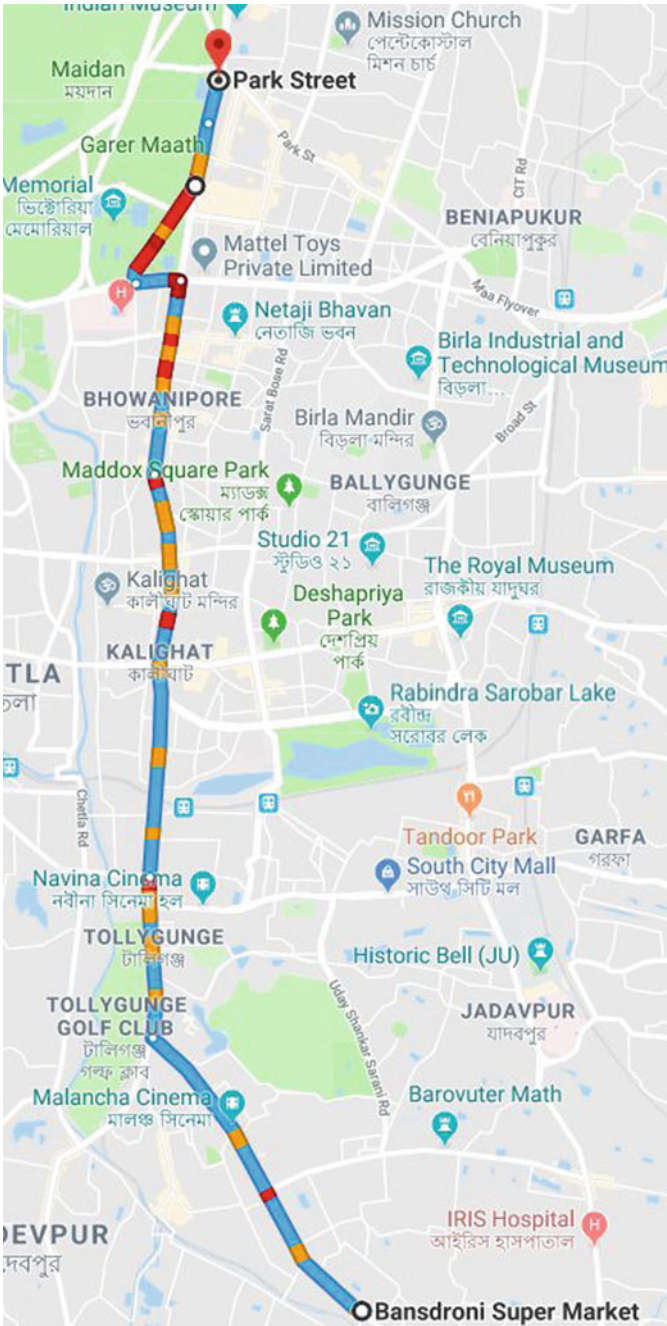 Indian Museum
Mission Church
পেন্টেকোস্টাল
মিশন চার্চ
Park Street
Maidan
ময়দান
Park St
Garer Maath
CIT Rd
Memorial
ভিক্টোরিয়া
মেমোরিয়াল
BENIAPUKUR
বেনিয়াপুকুর
Mattel Toys
Private Limited
H
Maa Flyover
Netaji Bhavan
নেতাজি ভবন
Birla Industrial and
Technological Museum
বিড়লা...
Sarat Bose Rd
BHOWANIPORE
ভবানীপুর
Birla Mandir
বিড়লা মন্দির
Broad St
Maddox Square Park
ম্যাডক্স
স্কোয়ার পার্ক
BALLYGUNGE
বালিগঞ্জ
Studio 21
স্টুডিও ২১
The Royal Museum
রাজকীয় যাদুঘর
Kalighat
কালীঘাট মন্দির
Deshapriya
Park
দেশপ্রিয়
পার্ক
KALIGHAT
কালীঘাট
TLA
তলা
Rabindra Sarobar Lake
রবীন্দ্র
সরোবর লেক
Chetla Rd
Tandoor Park
GARFA
গরফা
Navina Cinema
নবীনা সিনেমা হল
South City Mall
সাউথ সিটি মল
TOLLYGUNGE
টালিগঞ্জ
Historic Bell (JU)
Uday Shankar Sarani Rd
TOLLYGUNGE
GOLF CLUB
টালিগঞ্জ
গল্ফ ক্লাব
JADAVPUR
যাদবপুর
Malancha Cinema
মালঞ্চ সিনেমা
Barovuter Math
DEVPUR
দেবপুর
IRIS Hospital
আইরিস হাসপাতাল
H
Bansdroni Super Market